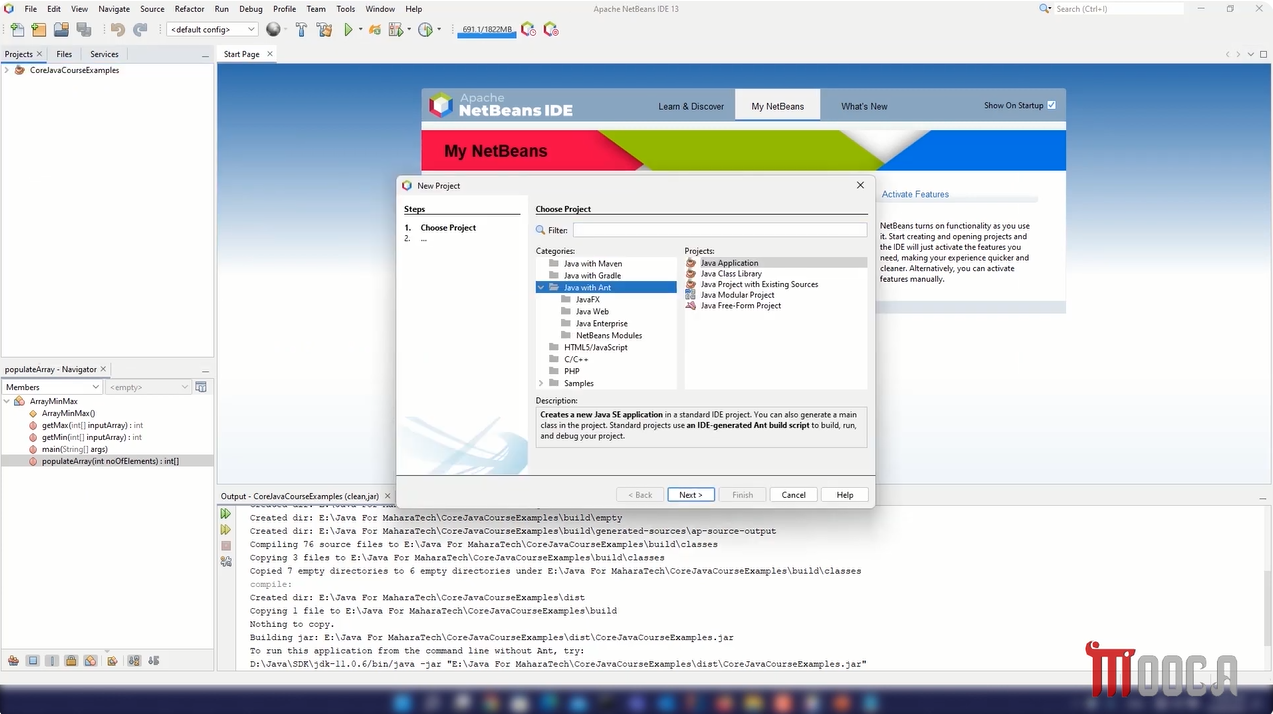 File Edit View Navigate Source Refactor Run Debug Profile Team Tools Window Help
Apache NetBeans IDE 13
Search (Ctrl+I)
<default config>
691.1/1822MB
Projects Files Services
Start Page
CoreJavaCourseExamples
Apache
NetBeans IDE
Learn & Discover
My NetBeans
What's New
Show On Startup
My NetBeans
Activate Features
NetBeans turns on functionality as you use
it. Start creating and opening projects and
the IDE will just activate the features you
need, making your experience quicker and
cleaner. Alternatively, you can activate
features manually.
New Project
Steps
1. Choose Project
2. ...
Choose Project
Filter:
Categories:
Java with Maven
Java with Gradle
Java with Ant
JavaFX
Java Web
Java Enterprise
NetBeans Modules
HTML5/JavaScript
C/C++
PHP
Samples
Projects:
Java Application
Java Class Library
Java Project with Existing Sources
Java Modular Project
Java Free-Form Project
Description:
Creates a new Java SE application in a standard IDE project. You can also generate a main
class in the project. Standard projects use an IDE-generated Ant build script to build, run,
and debug your project.
< Back
Next >
Finish
Cancel
Help
populateArray - Navigator
Members
<empty>
ArrayMinMax
ArrayMinMax()
getMax(int[] inputArray) : int
getMin(int[] inputArray) : int
main(String[] args)
populateArray(int noOfElements) : int[]
Output - CoreJavaCourseExamples (clean,jar)
Created dir: E:\Java For MaharaTech\CoreJavaCourseExamples\build\empty
Created dir: E:\Java For MaharaTech\CoreJavaCourseExamples\build\generated-sources\ap-source-output
Compiling 76 source files to E:\Java For MaharaTech\CoreJavaCourseExamples\build\classes
Copying 3 files to E:\Java For MaharaTech\CoreJavaCourseExamples\build\classes
Copied 7 empty directories to 6 empty directories under E:\Java For MaharaTech\CoreJavaCourseExamples\build\classes
compile:
Created dir: E:\Java For MaharaTech\CoreJavaCourseExamples\dist
Copying 1 file to E:\Java For MaharaTech\CoreJavaCourseExamples\build
Nothing to copy.
Building jar: E:\Java For MaharaTech\CoreJavaCourseExamples\dist\CoreJavaCourseExamples.jar
To run this application from the command line without Ant, try:
D:\Java\SDK\jdk-11.0.6/bin/java -jar "E:\Java For MaharaTech\CoreJavaCourseExamples\dist\CoreJavaCourseExamples.jar"
MOOCA